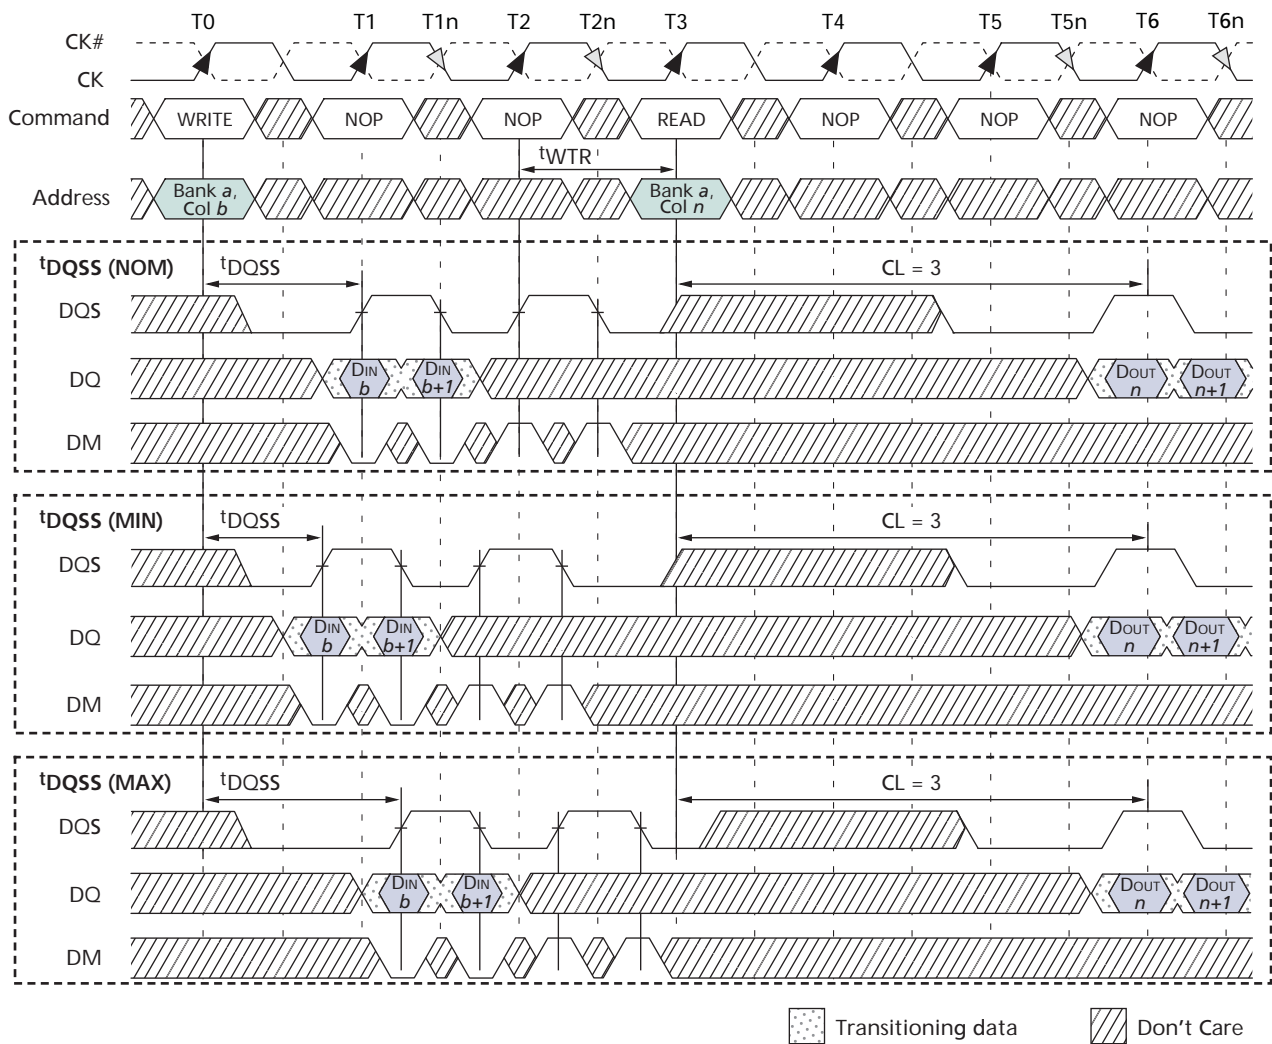 T0 T1 T1n T2 T2n T3 T4 T5 T5n T6 T6n
CK#
CK
Command WRITE NOP NOP READ NOP NOP NOP
tWTR
Address Bank a, Col b Bank a, Col n
tDQSS (NOM) tDQSS CL = 3
DQS
DQ DIN b DIN b+1 DOUT n DOUT n+1
DM
tDQSS (MIN) tDQSS CL = 3
DQS
DQ DIN b DIN b+1 DOUT n DOUT n+1
DM
tDQSS (MAX) tDQSS CL = 3
DQS
DQ DIN b DIN b+1 DOUT n DOUT n+1
DM
Transitioning data Don't Care